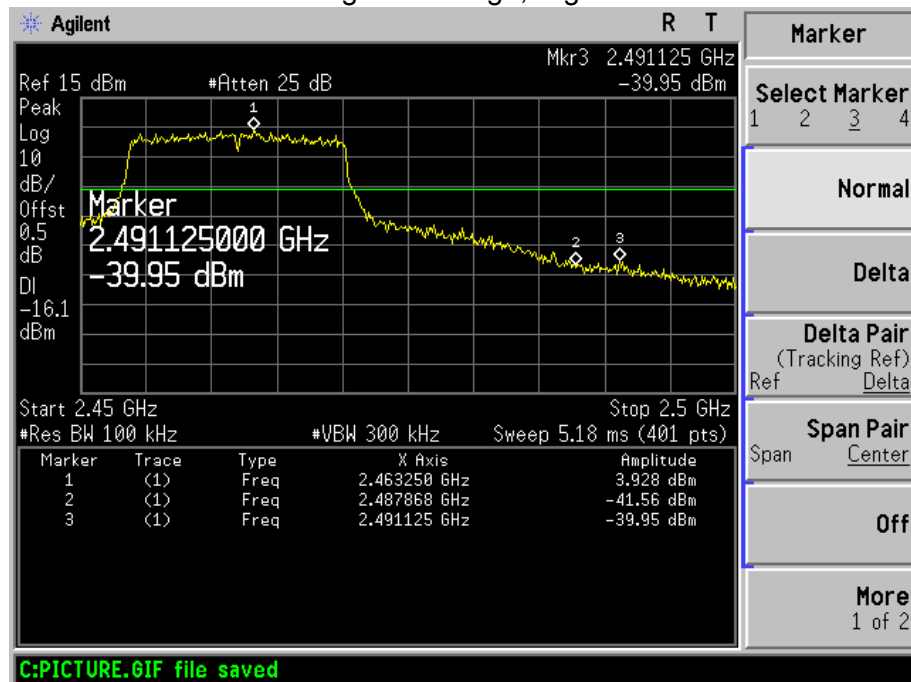 Agilent R T
Mkr3 2.491125 GHz
Ref 15 dBm #Atten 25 dB -39.95 dBm
Peak
Log
10
dB/
Offst
0.5
dB
DI
-16.1
dBm
1
2
3
Marker
2.491125000 GHz
-39.95 dBm
Start 2.45 GHz Stop 2.5 GHz
#Res BW 100 kHz #VBW 300 kHz Sweep 5.18 ms (401 pts)
Marker Trace Type X Axis Amplitude
1 (1) Freq 2.463250 GHz 3.928 dBm
2 (1) Freq 2.487868 GHz -41.56 dBm
3 (1) Freq 2.491125 GHz -39.95 dBm
C:PICTURE.GIF file saved
Marker
Select Marker
1 2 3 4
Normal
Delta
Delta Pair
(Tracking Ref)
Ref Delta
Span Pair
Span Center
Off
More
1 of 2